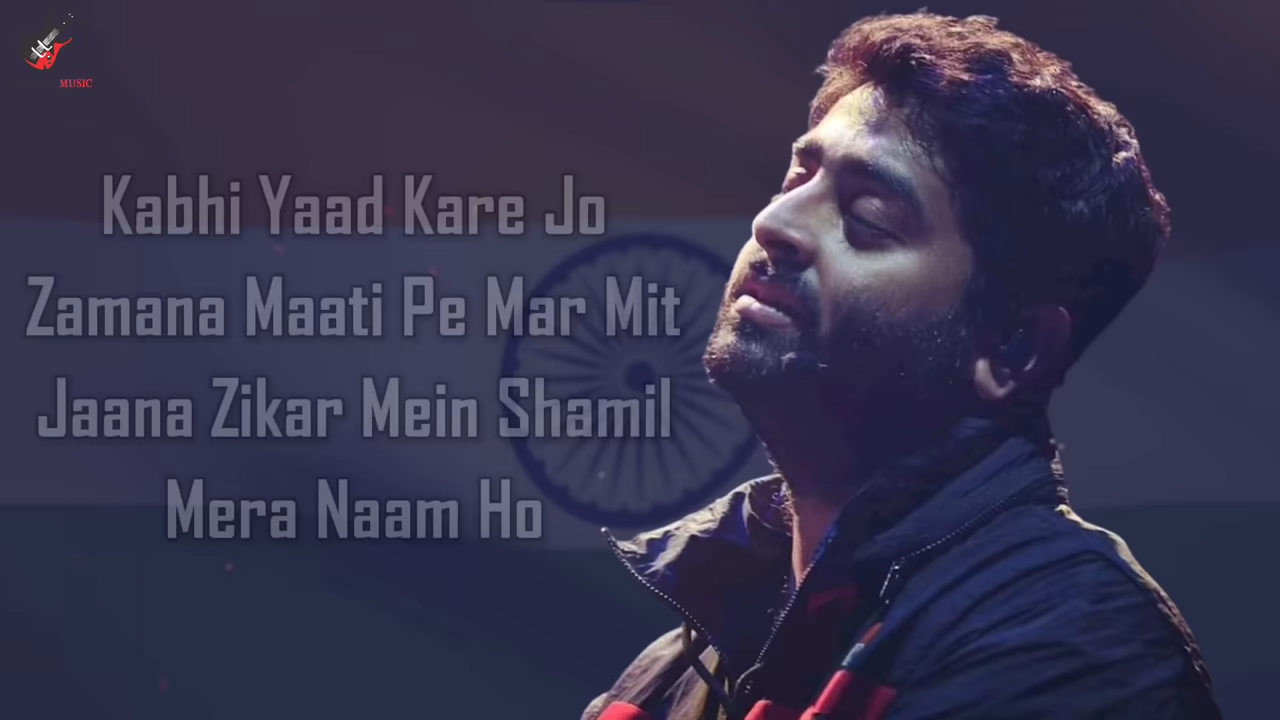 MUSIC
Kabhi Yaad Kare Jo
Zamana Maati Pe Mar Mit
Jaana Zikar Mein Shamil
Mera Naam Ho